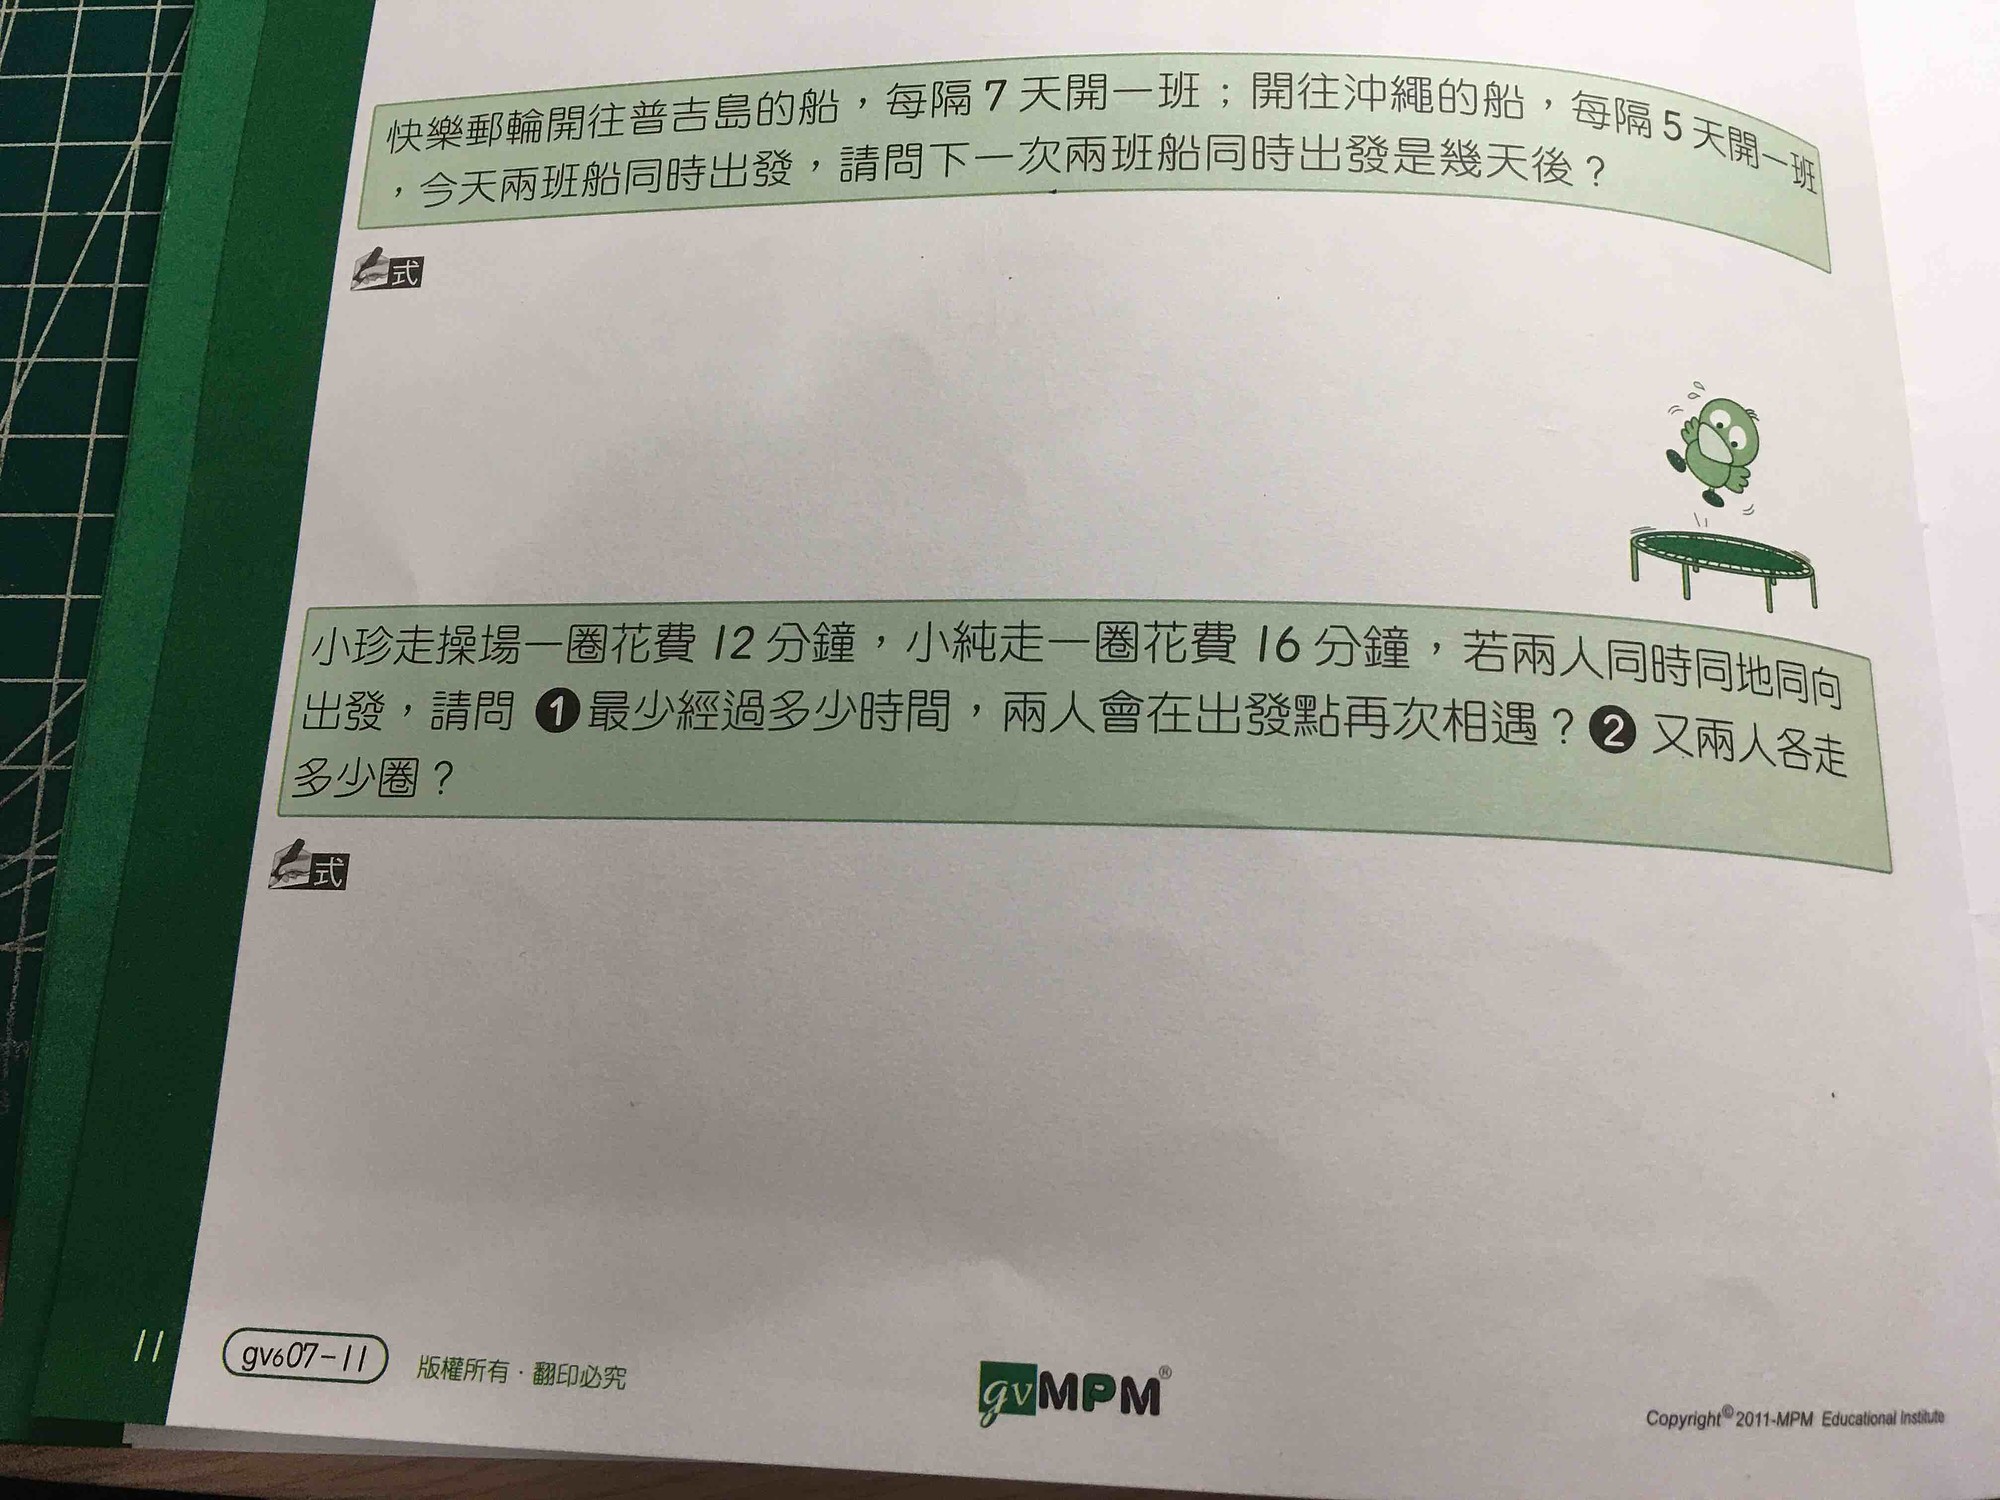 快樂郵輪開往普吉島的船，每隔7天開一班；開往沖繩的船，每隔5天開一班
，今天兩班船同時出發，請問下一次兩班船同時出發是幾天後？
式
小珍走操場一圈花費12分鐘，小純走一圈花費16分鐘，若兩人同時同地同向
出發，請問 ❶最少經過多少時間，兩人會在出發點再次相遇？❷ 又兩人各走
多少圈？
式
11
gv607-11
版權所有·翻印必究
gvMPM®
Copyright© 2011-MPM Educational Institute